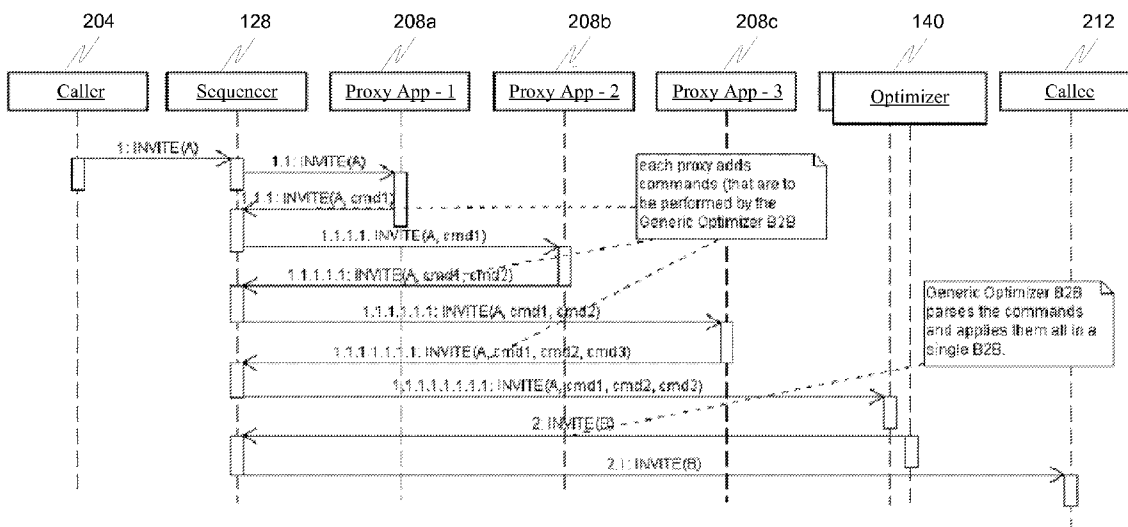 204 128 208a 208b 208c 140 212
Caller Sequencer Proxy App - 1 Proxy App - 2 Proxy App - 3 Optimizer Callee
1: INVITE(A)
1.1: INVITE(A)
each proxy adds
commands (that are to
be performed by the
Generic Optimizer B2B
1.1.1: INVITE(A, cmd1)
1.1.1.1: INVITE(A, cmd1)
1.1.1.1.1: INVITE(A, cmd1, cmd2)
Generic Optimizer B2B
parses the commands
and applies them all in a
single B2B.
1.1.1.1.1.1: INVITE(A, cmd1, cmd2)
1.1.1.1.1.1.1: INVITE(A, cmd1, cmd2, cmd3)
1.1.1.1.1.1.1.1: INVITE(A, cmd1, cmd2, cmd2)
2: INVITE(B)
2.1: INVITE(B)